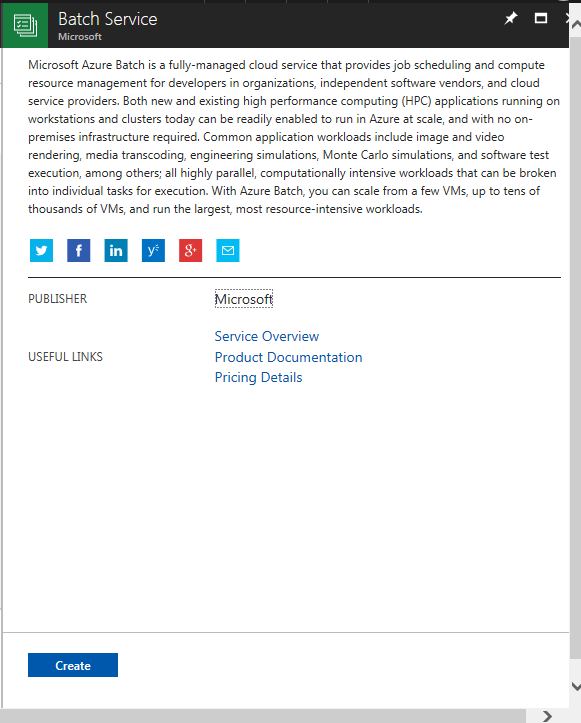 Batch Service
Microsoft
Microsoft Azure Batch is a fully-managed cloud service that provides job scheduling and compute
resource management for developers in organizations, independent software vendors, and cloud
service providers. Both new and existing high performance computing (HPC) applications running on
workstations and clusters today can be readily enabled to run in Azure at scale, and with no on-
premises infrastructure required. Common application workloads include image and video
rendering, media transcoding, engineering simulations, Monte Carlo simulations, and software test
execution, among others; all highly parallel, computationally intensive workloads that can be broken
into individual tasks for execution. With Azure Batch, you can scale from a few VMs, up to tens of
thousands of VMs, and run the largest, most resource-intensive workloads.
f in y g+
PUBLISHER Microsoft
Service Overview
USEFUL LINKS Product Documentation
Pricing Details
Create